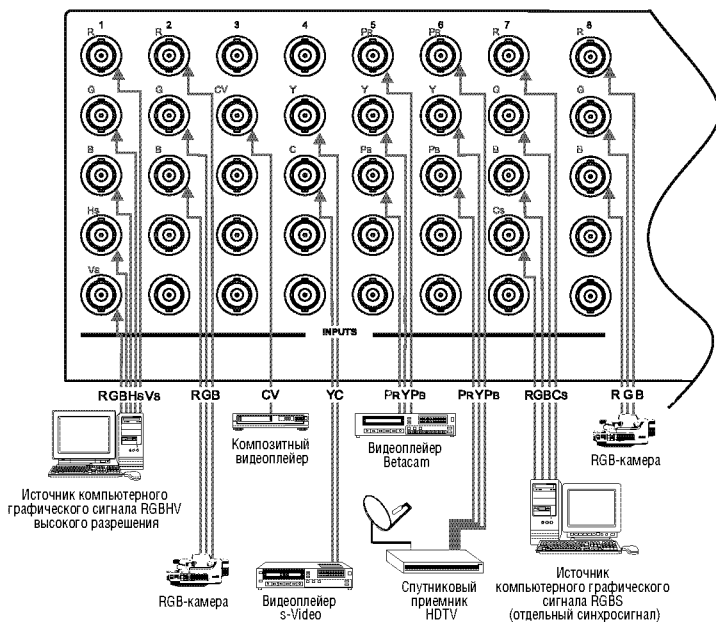 1 2 3 4 5 6 7 8
R R PR PR R R
G G CV Y Y Y G G
B B C PB PB B B
HS CS
VS
INPUTS
RGBHSVS RGB CV YC PRYPB PRYPB RGBCS RGB
Композитный
видеоплейер
Видеоплейер
Betacam
RGB-камера
Источник компьютерного
графического сигнала RGBHV
высокого разрешения
RGB-камера
Видеоплейер
s-Video
Спутниковый
приемник
HDTV
Источник
компьютерного графического
сигнала RGBS
(отдельный синхросигнал)